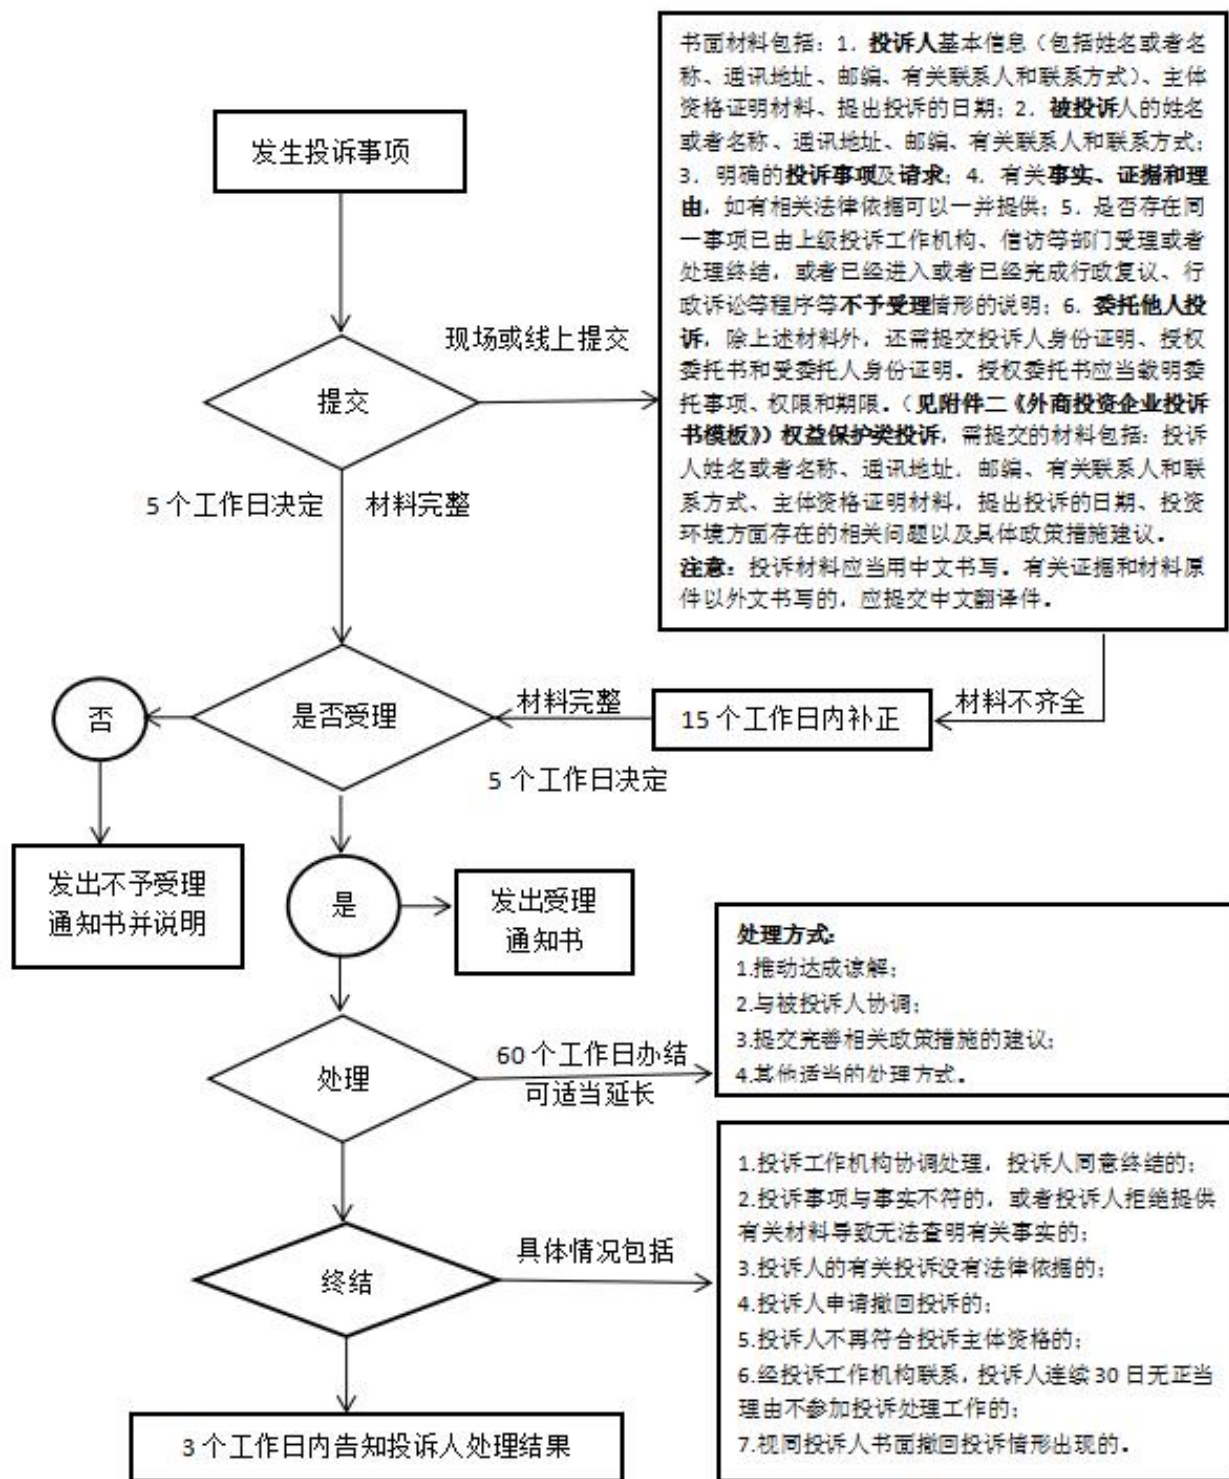 书面材料包括：1. 投诉人基本信息（包括姓名或者名
称、通讯地址、邮编、有关联系人和联系方式）、主体
资格证明材料、提出投诉的日期；2. 被投诉人的姓名
或者名称、通讯地址、邮编、有关联系人和联系方式；
3. 明确的投诉事项及请求；4. 有关事实、证据和理
由，如有相关法律依据可以一并提供；5. 是否存在同
一事项已由上级投诉工作机构、信访等部门受理或者
处理终结，或者已经进入或者已经完成行政复议、行
政诉讼等程序等不予受理情形的说明；6. 委托他人投
诉，除上述材料外，还需提交投诉人身份证明、授权
委托书和受委托人身份证明。授权委托书应当载明委
托事项、权限和期限。（见附件二《外商投资企业投诉
书模板》）权益保护类投诉，需提交的材料包括：投诉
人姓名或者名称、通讯地址．邮编、有关联系人和联
系方式、主体资格证明材料，提出投诉的日期、投资
环境方面存在的相关问题以及具体政策措施建议。
注意：投诉材料应当用中文书写。有关证据和材料原
件以外文书写的，应提交中文翻译件。
发生投诉事项
现场或线上提交
提交
5 个工作日决定
材料完整
否
是否受理
材料完整
15 个工作日内补正
材料不齐全
5 个工作日决定
发出不予受理
通知书并说明
是
发出受理
通知书
处理方式：
1.推动达成谅解；
2.与被投诉人协调；
3.提交完善相关政策措施的建议；
4.其他适当的处理方式。
处理
60 个工作日办结
可适当延长
终结
具体情况包括
1.投诉工作机构协调处理，投诉人同意终结的；
2.投诉事项与事实不符的，或者投诉人拒绝提供
有关材料导致无法查明有关事实的；
3.投诉人的有关投诉没有法律依据的；
4.投诉人申请撤回投诉的；
5.投诉人不再符合投诉主体资格的；
6.经投诉工作机构联系，投诉人连续 30 日无正当
理由不参加投诉处理工作的；
7.视同投诉人书面撤回投诉情形出现的。
3 个工作日内告知投诉人处理结果